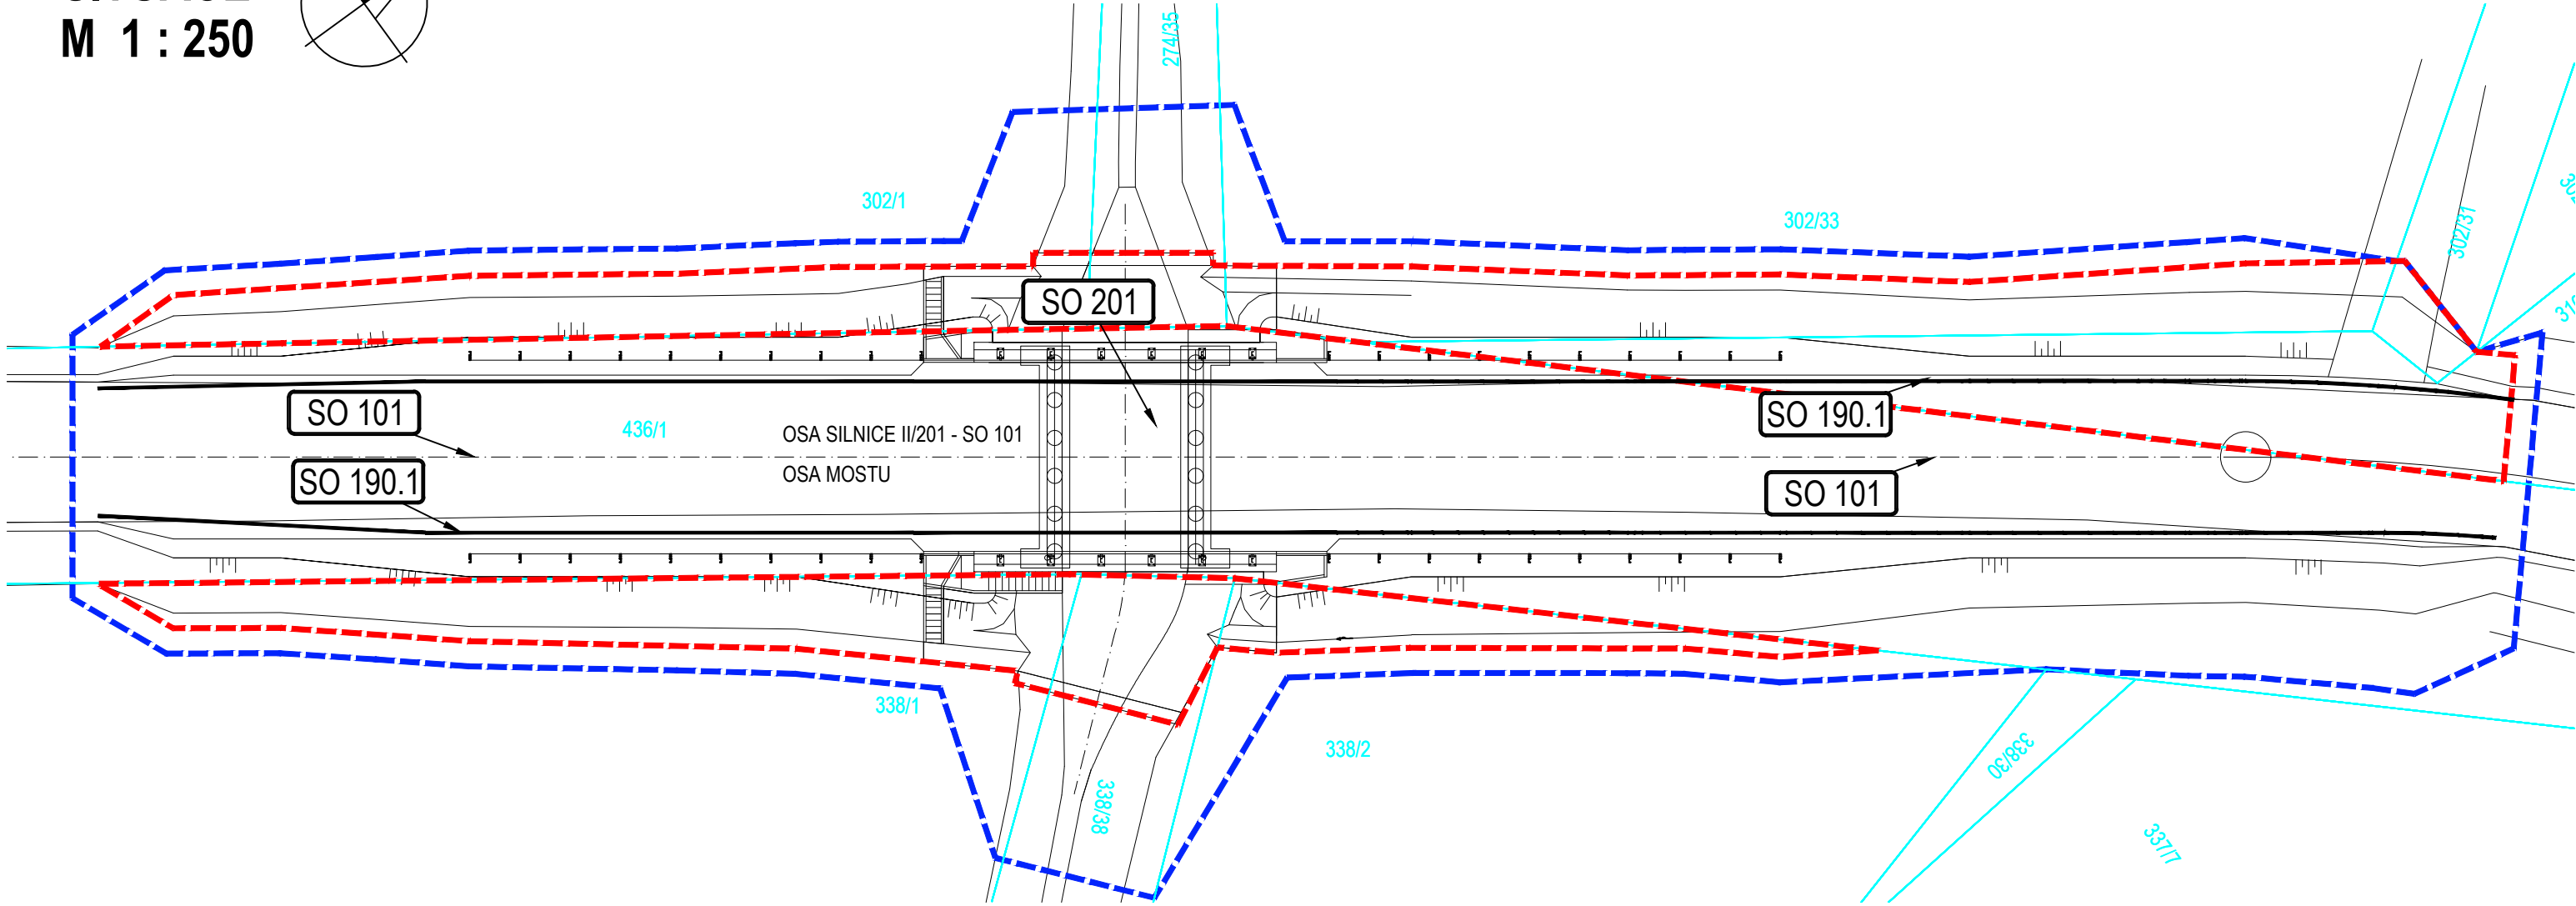 M 1 : 250
274/35
302/1
302/33
302/31
SO 201
SO 101
436/1
OSA SILNICE II/201 - SO 101
SO 190.1
OSA MOSTU
SO 190.1
SO 101
338/1
338/2
338/38
338/30
337/7